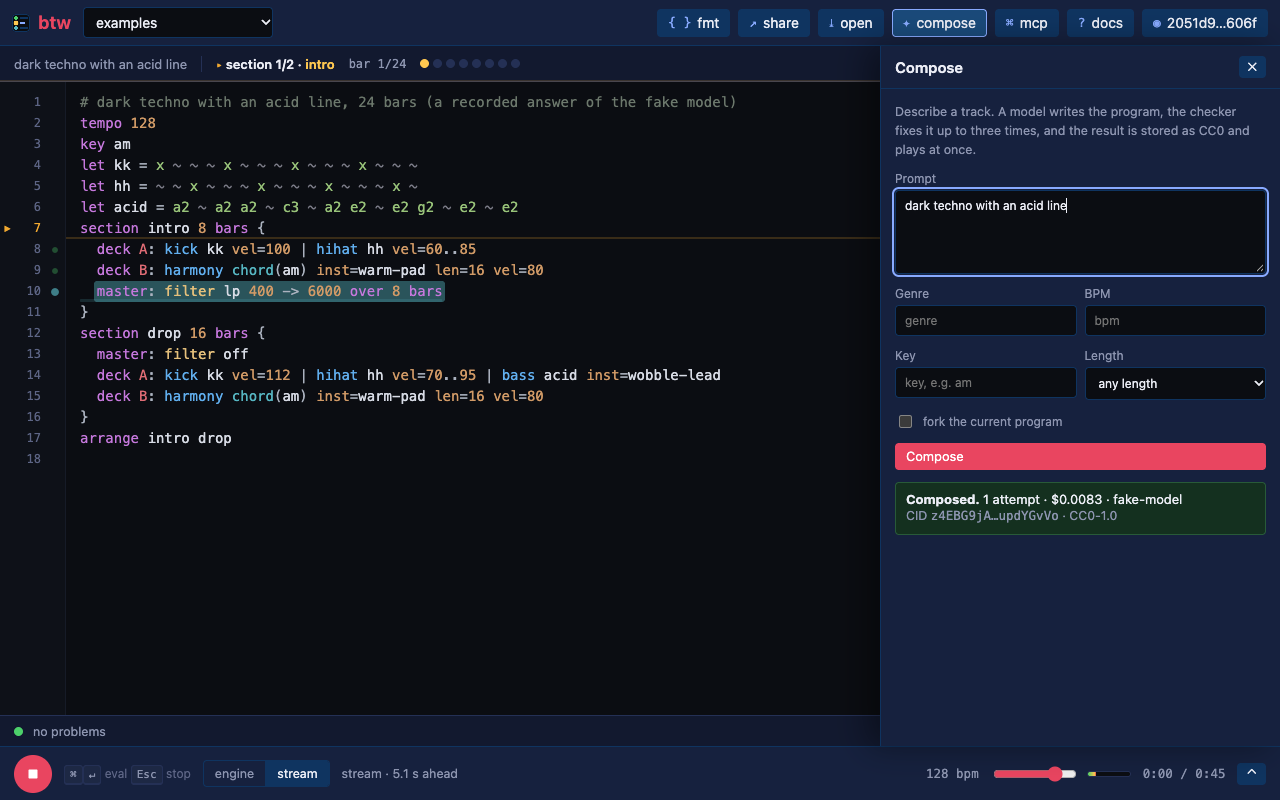 btw examples { } fmt ↗ share ↓ open ✦ compose ⌘ mcp ? docs ◉ 2051d9…606f
dark techno with an acid line ▸ section 1/2 · intro bar 1/24
1 # dark techno with an acid line, 24 bars (a recorded answer of the fake model)
2 tempo 128
3 key am
4 let kk = x ~ ~ ~ x ~ ~ ~ x ~ ~ ~ x ~ ~ ~
5 let hh = ~ ~ x ~ ~ ~ x ~ ~ ~ x ~ ~ ~ x ~
6 let acid = a2 ~ a2 a2 ~ c3 ~ a2 e2 ~ e2 g2 ~ e2 ~ e2
7 section intro 8 bars {
8 deck A: kick kk vel=100 | hihat hh vel=60..85
9 deck B: harmony chord(am) inst=warm-pad len=16 vel=80
10 master: filter lp 400 -> 6000 over 8 bars
11 }
12 section drop 16 bars {
13 master: filter off
14 deck A: kick kk vel=112 | hihat hh vel=70..95 | bass acid inst=wobble-lead
15 deck B: harmony chord(am) inst=warm-pad len=16 vel=80
16 }
17 arrange intro drop
18
Compose ✕
Describe a track. A model writes the program, the checker
fixes it up to three times, and the result is stored as CC0 and
plays at once.
Prompt
dark techno with an acid line
Genre BPM
genre bpm
Key Length
key, e.g. am any length
fork the current program
Compose
Composed. 1 attempt · $0.0083 · fake-model
CID z4EBG9jA…updYGvVo · CC0-1.0
no problems
⌘ ↵ eval Esc stop engine stream stream · 5.1 s ahead 128 bpm 0:00 / 0:45